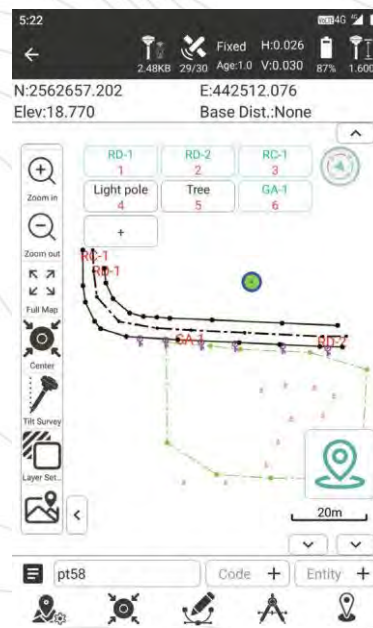 5:22 4G
Fixed H:0.026
2.48KB 29/30 Age:1.0 V:0.030 87% 1.600
N:2562657.202 E:442512.076
Elev:18.770 Base Dist.:None
RD-1 RD-2 RC-1
1 2 3
Light pole Tree GA-1
4 5 6
+
Zoom in
Zoom out
RC-1
RD-1
Full Map
GA-1 RD-2
Center
Tilt Survey
Layer Set..
20m
pt58 Code + Entity +